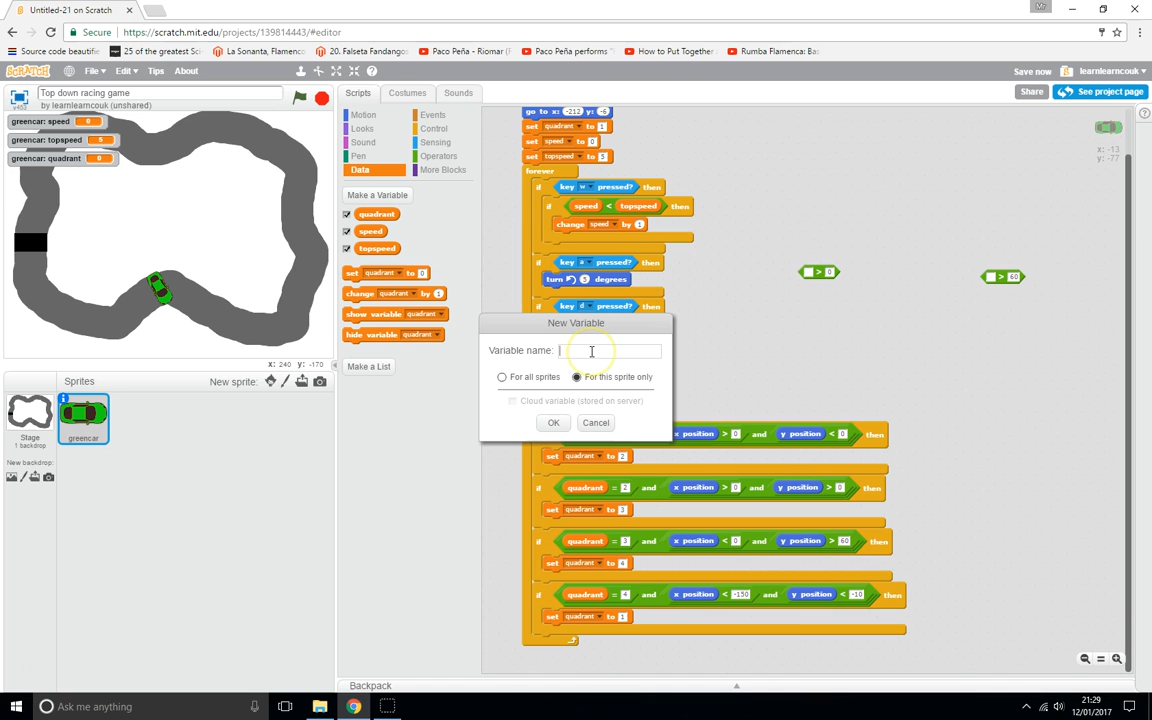 Untitled-21 on Scratch
Mr
Secure
https://scratch.mit.edu/projects/139814443/#editor
Source code beautifie
25 of the greatest Sc
La Sonanta, Flamenco
20. Falseta Fandangos
Paco Peña - Riomar (F
Paco Peña performs
How to Put Together
Rumba Flamenca: Ba
SCRATCH
File
Edit
Tips
About
Save now
learnlearncouk
Share
See project page
Top down racing game
by learnlearncouk (unshared)
v453
greencar: speed 0
greencar: topspeed 5
greencar: quadrant 0
x: 240 y: -170
Sprites
New sprite:
Stage
1 backdrop
New backdrop:
greencar
Scripts
Costumes
Sounds
Motion
Events
Looks
Control
Sound
Sensing
Pen
Operators
Data
More Blocks
Make a Variable
quadrant
speed
topspeed
set quadrant to 0
change quadrant by 1
show variable quadrant
hide variable quadrant
Make a List
go to x: -212 y: -6
set quadrant to 1
set speed to 0
set topspeed to 5
forever
if key w pressed? then
if speed < topspeed then
change speed by 1
if key a pressed? then
turn 5 degrees
if key d pressed? then
> 0
> 60
x: -13
y: -77
New Variable
Variable name:
For all sprites
For this sprite only
Cloud variable (stored on server)
OK
Cancel
x position > 0 and y position < 0 then
set quadrant to 2
if quadrant = 2 and x position > 0 and y position > 0 then
set quadrant to 3
if quadrant = 3 and x position < 0 and y position > 60 then
set quadrant to 4
if quadrant = 4 and x position < -150 and y position < -10 then
set quadrant to 1
Backpack
Ask me anything
21:29
12/01/2017